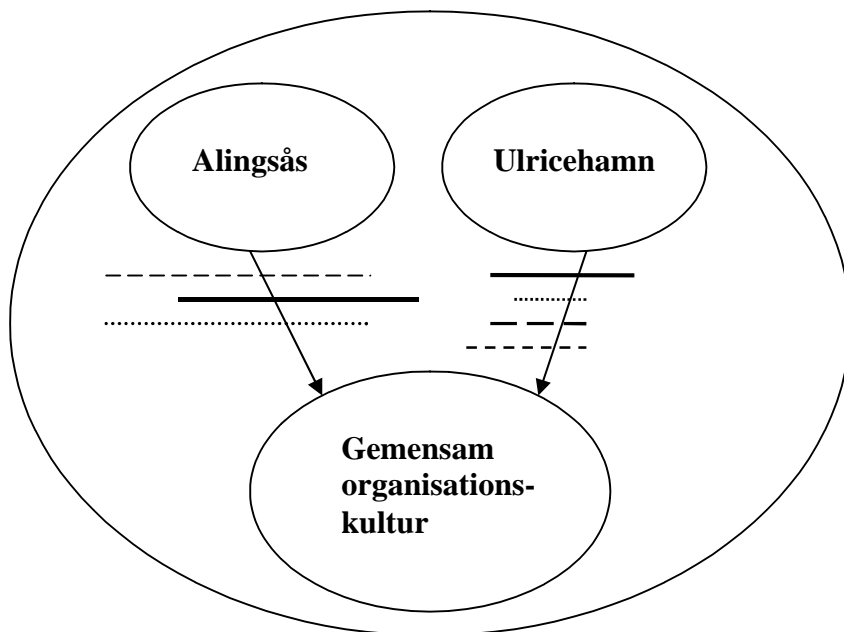 Alingsås
Ulricehamn
Gemensam
organisations-
kultur